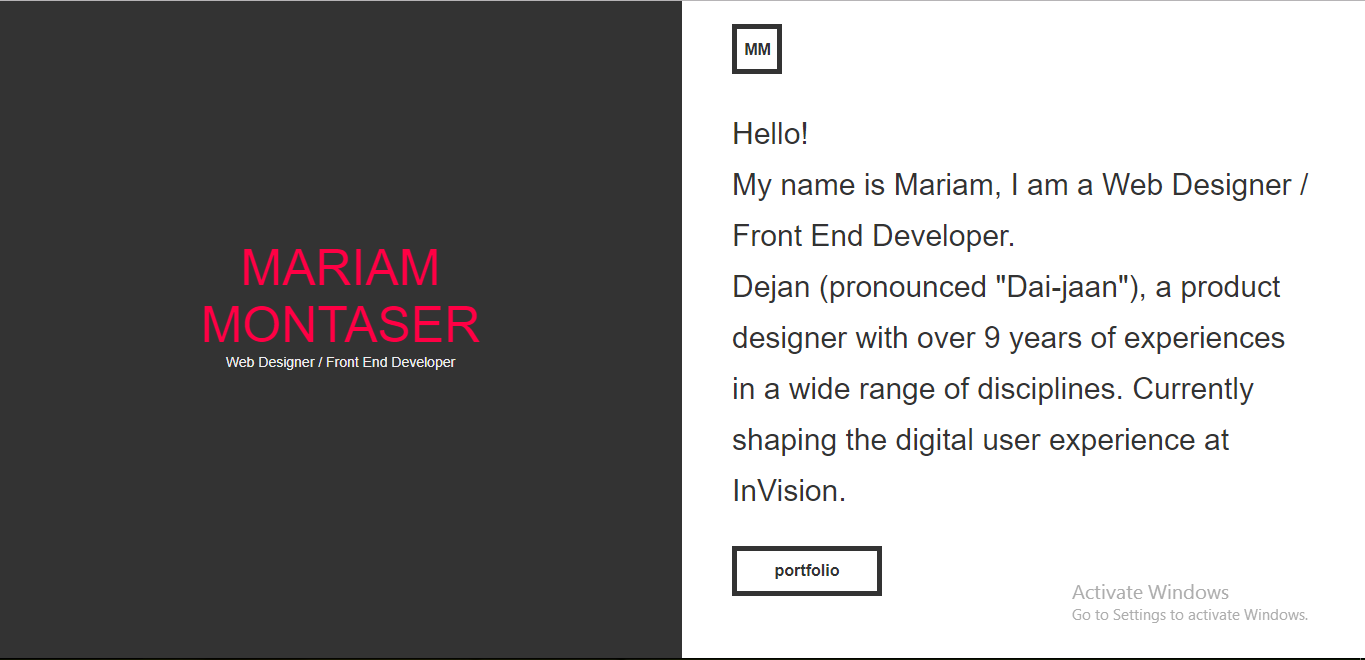 MARIAM
MONTASER
Web Designer / Front End Developer
MM
Hello!
My name is Mariam, I am a Web Designer /
Front End Developer.
Dejan (pronounced "Dai-jaan"), a product
designer with over 9 years of experiences
in a wide range of disciplines. Currently
shaping the digital user experience at
InVision.
portfolio
Activate Windows
Go to Settings to activate Windows.